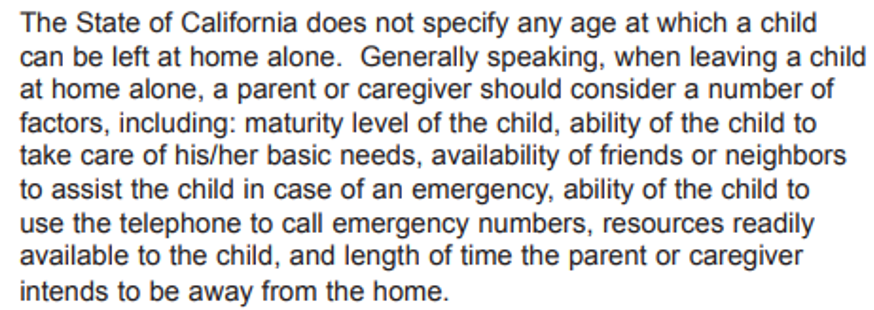 The State of California does not specify any age at which a child
can be left at home alone.  Generally speaking, when leaving a child
at home alone, a parent or caregiver should consider a number of
factors, including: maturity level of the child, ability of the child to
take care of his/her basic needs, availability of friends or neighbors
to assist the child in case of an emergency, ability of the child to
use the telephone to call emergency numbers, resources readily
available to the child, and length of time the parent or caregiver
intends to be away from the home.